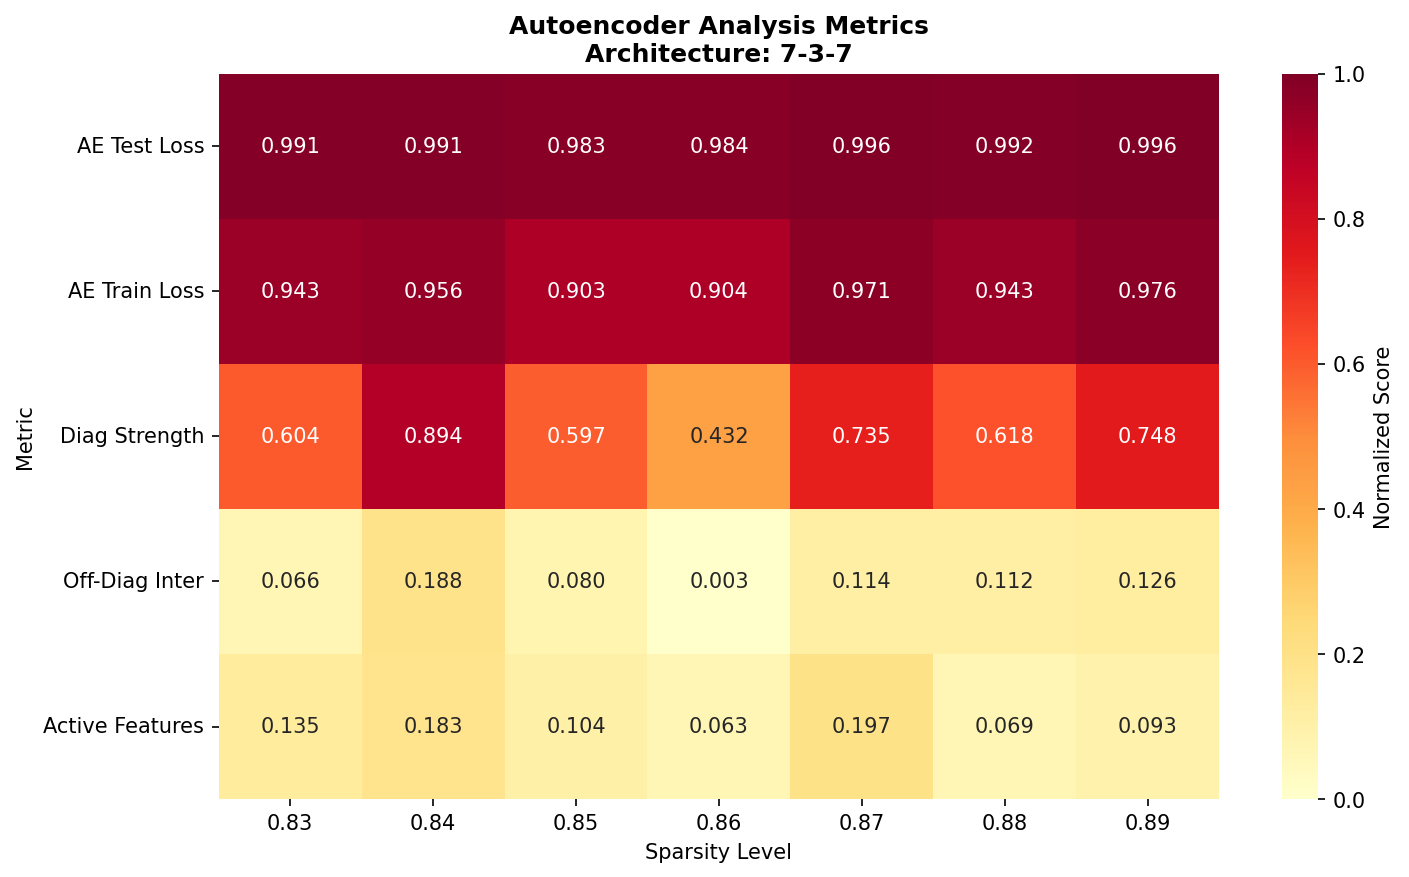 Autoencoder Analysis Metrics
Architecture: 7-3-7
AE Test Loss 0.991 0.991 0.983 0.984 0.996 0.992 0.996
AE Train Loss 0.943 0.956 0.903 0.904 0.971 0.943 0.976
Diag Strength 0.604 0.894 0.597 0.432 0.735 0.618 0.748
Off-Diag Inter 0.066 0.188 0.080 0.003 0.114 0.112 0.126
Active Features 0.135 0.183 0.104 0.063 0.197 0.069 0.093
0.83 0.84 0.85 0.86 0.87 0.88 0.89
Sparsity Level
Metric
1.0
0.8
0.6
0.4
0.2
0.0
Normalized Score